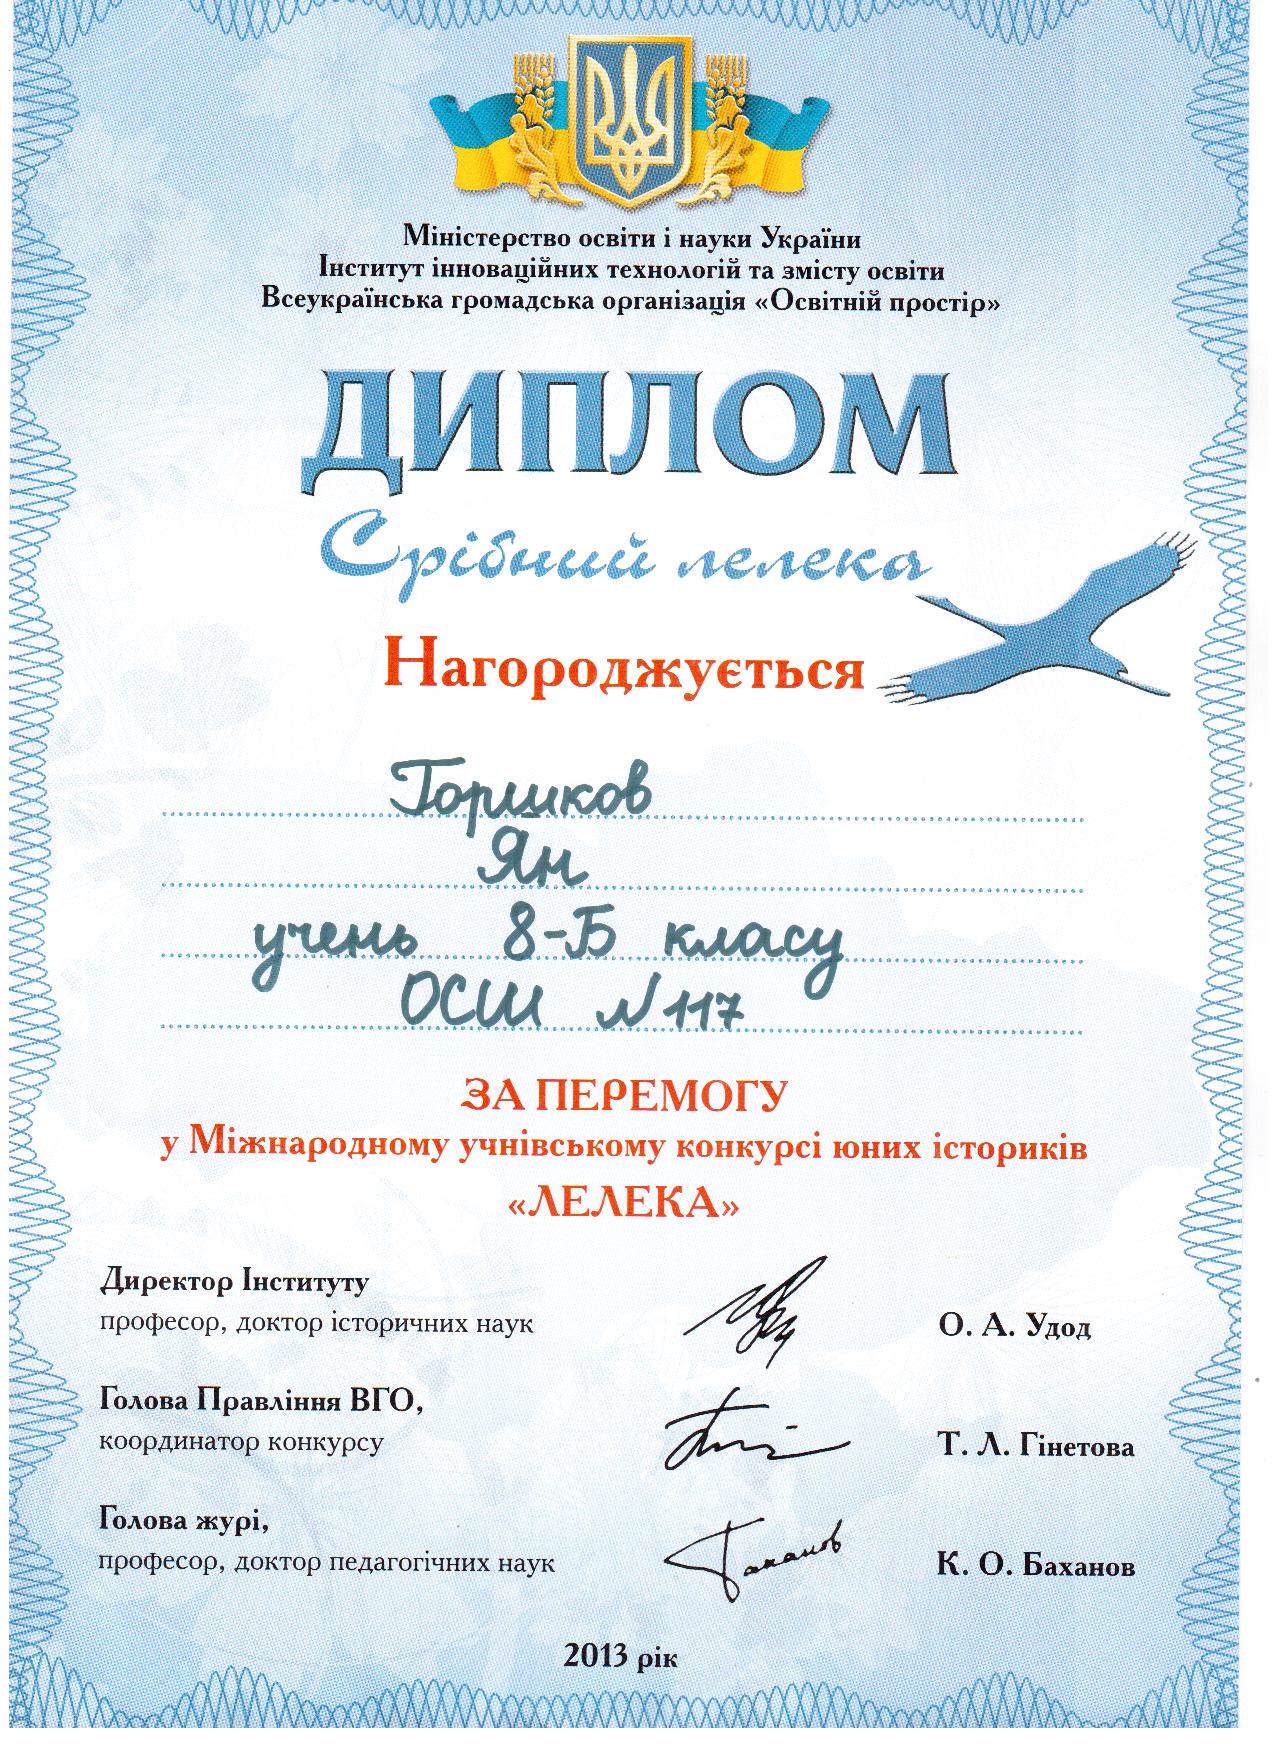 Міністерство освіти і науки України
Інститут інноваційних технологій та змісту освіти
Всеукраїнська громадська організація «Освітній простір»
ДИПЛОМ
Срібний лелека
Нагороджується
Горшков
Ян
учень 8-Б класу
ОСШ №117
ЗА ПЕРЕМОГУ
у Міжнародному учнівському конкурсі юних істориків
«ЛЕЛЕКА»
Директор Інституту
професор, доктор історичних наук О. А. Удод
Голова Правління ВГО,
координатор конкурсу Т. Л. Гінетова
Голова журі,
професор, доктор педагогічних наук К. О. Баханов
2013 рік